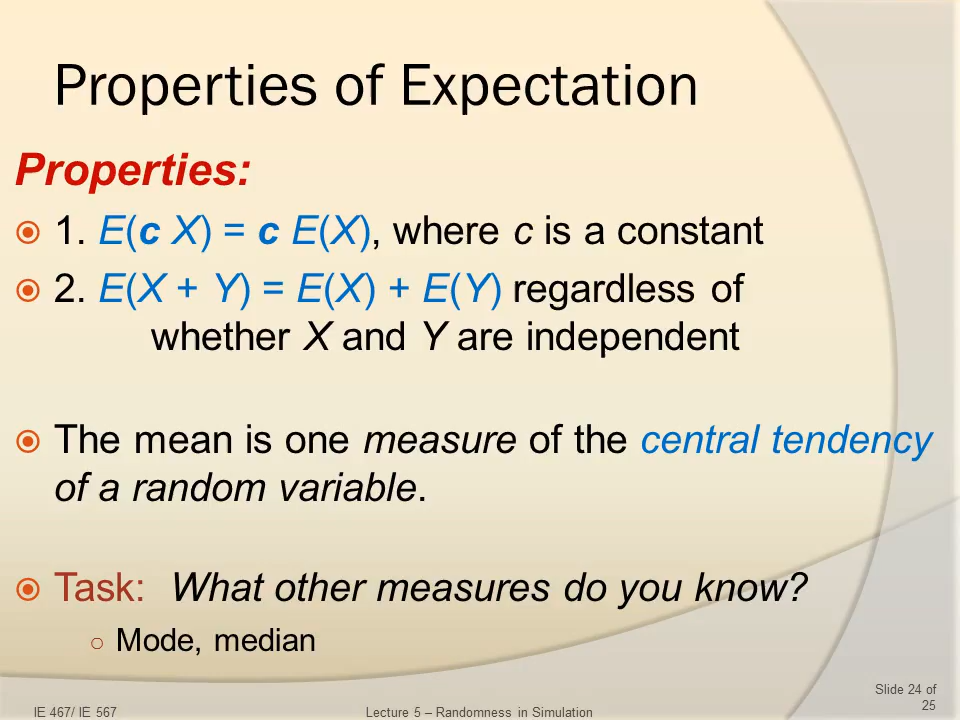 Properties of Expectation
Properties:
1. E(c X) = c E(X), where c is a constant
2. E(X + Y) = E(X) + E(Y) regardless of
whether X and Y are independent
The mean is one measure of the central tendency
of a random variable.
Task: What other measures do you know?
Mode, median
Slide 24 of
25
IE 467/ IE 567
Lecture 5 – Randomness in Simulation